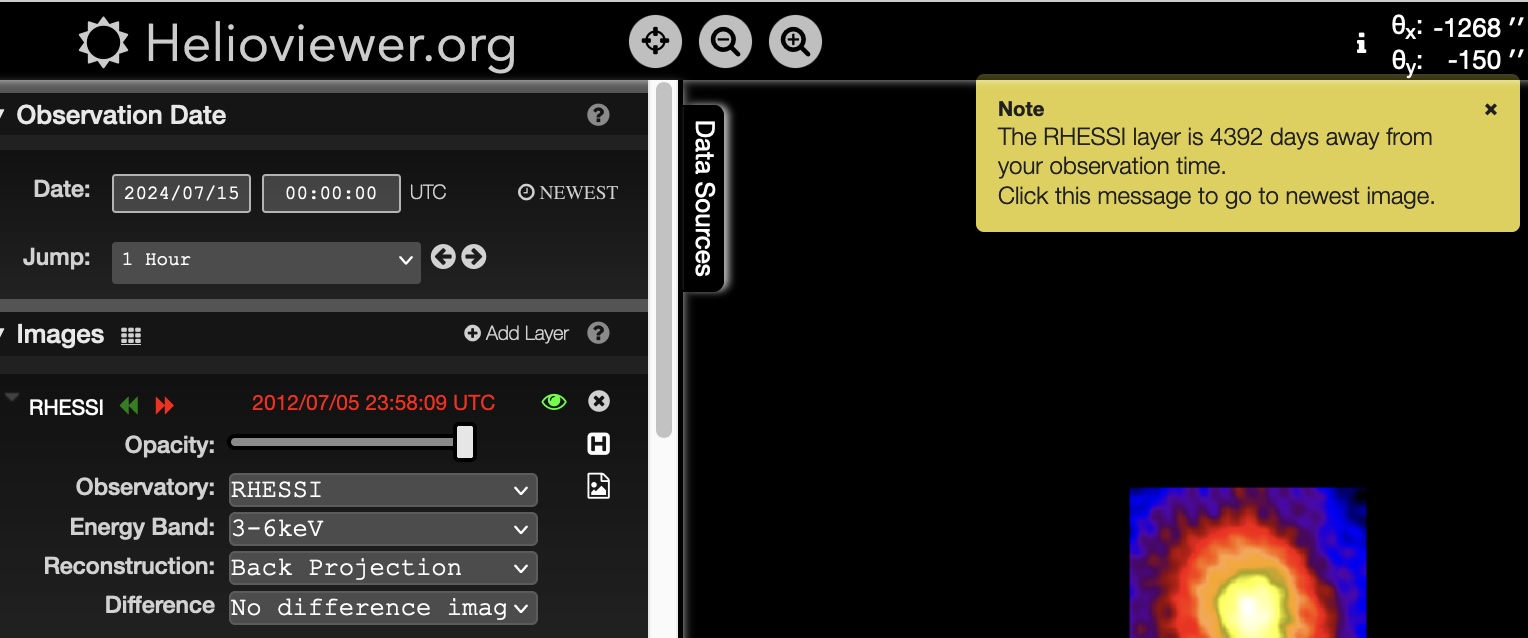 Helioviewer.org
θx: -1268 ″
θy: -150 ″
Observation Date
Date: 2024/07/15 00:00:00 UTC NEWEST
Jump: 1 Hour
Images Add Layer
RHESSI 2012/07/05 23:58:09 UTC
Opacity:
Observatory: RHESSI
Energy Band: 3-6keV
Reconstruction: Back Projection
Difference No difference imag
Data Sources
Note
The RHESSI layer is 4392 days away from
your observation time.
Click this message to go to newest image.